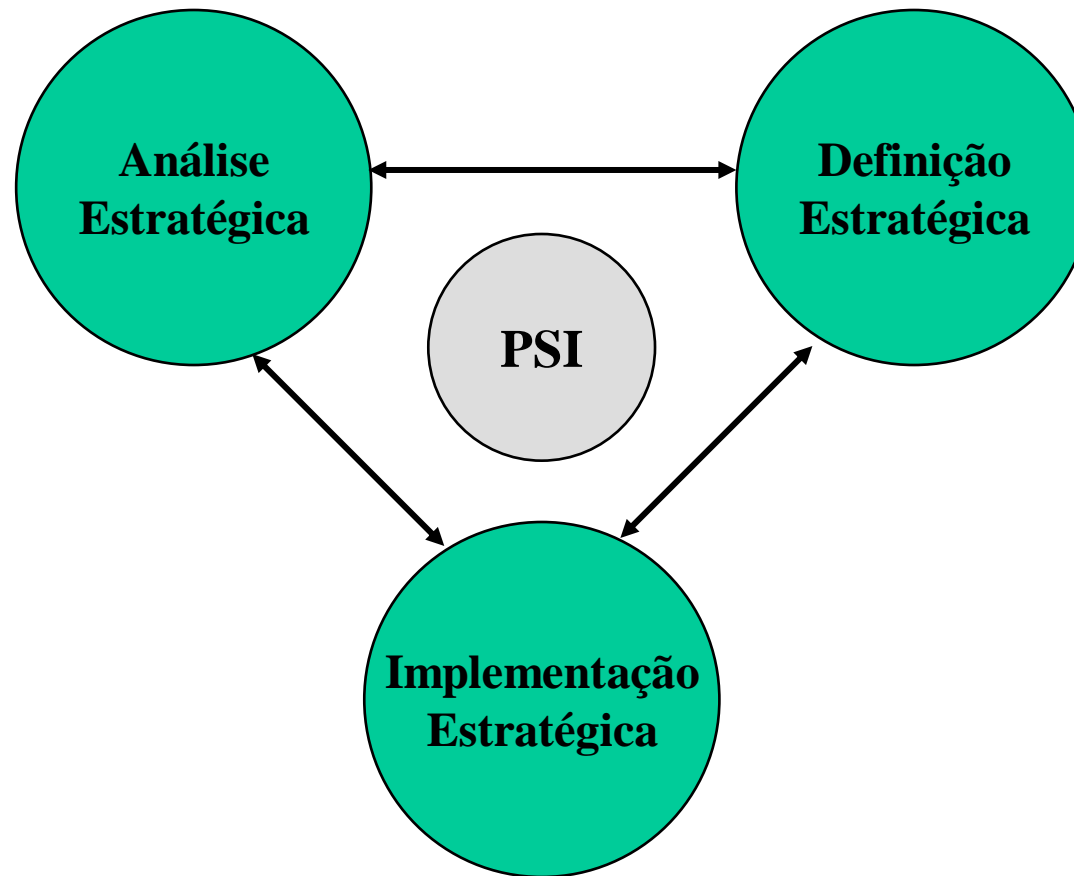 Análise
Estratégica
Definição
Estratégica
PSI
Implementação
Estratégica